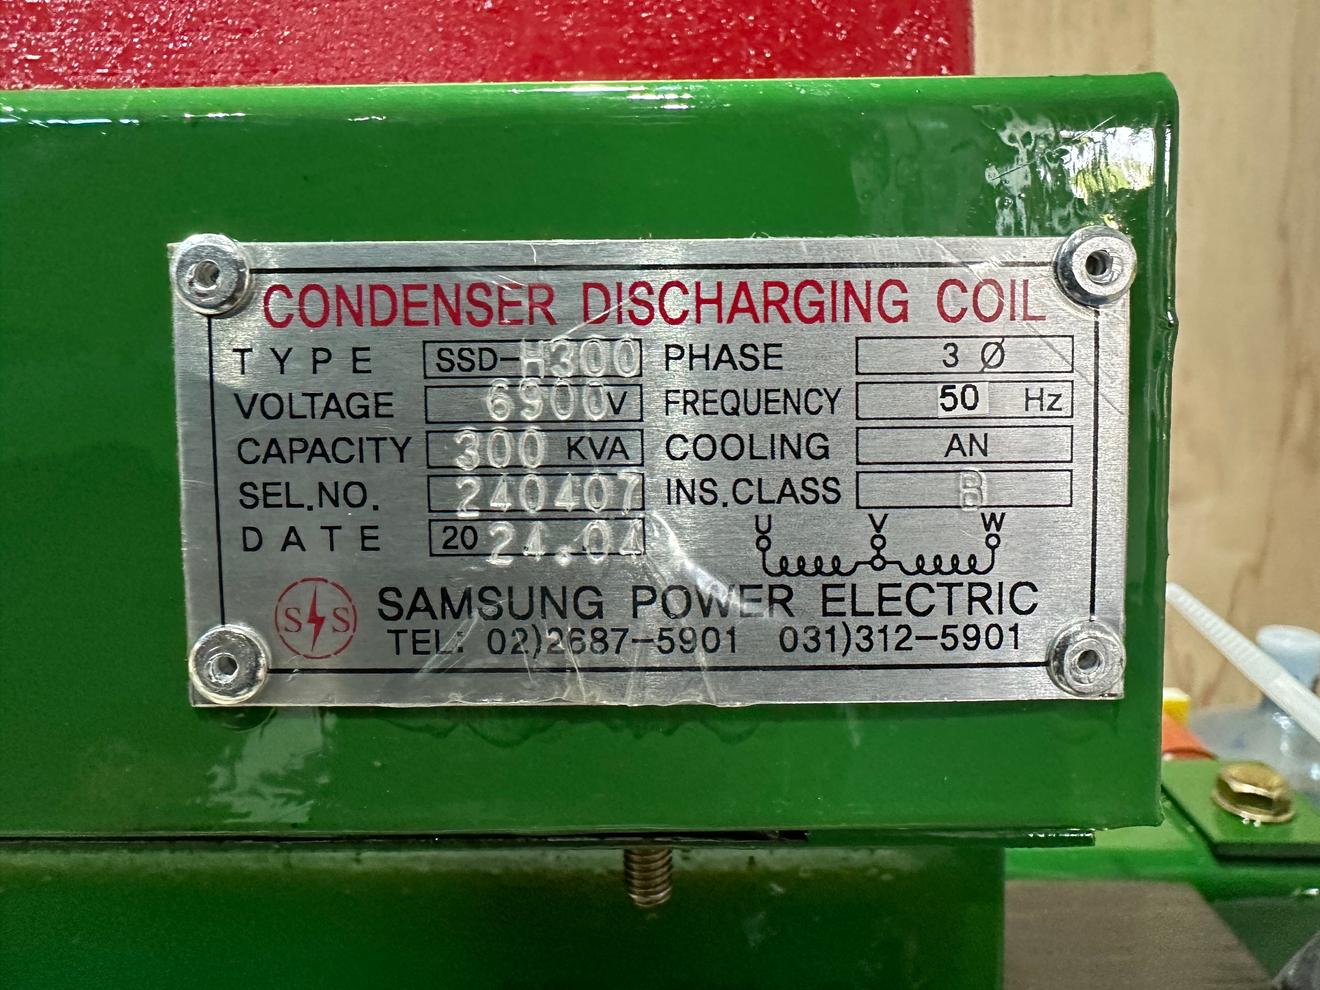 CONDENSER DISCHARGING COIL
TYPE SSD-H300 PHASE 3 Ø
VOLTAGE 6900V FREQUENCY 50 Hz
CAPACITY 300 KVA COOLING AN
SEL.NO. 240407 INS.CLASS B
DATE 2024.04 U V W
SS SAMSUNG POWER ELECTRIC
TEL: 02)2687-5901 031)312-5901